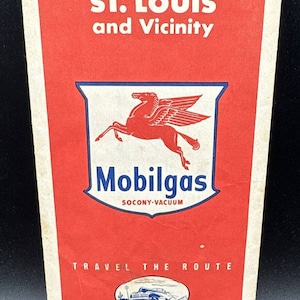 ST. LOUIS
and Vicinity
Mobilgas
SOCONY-VACUUM
TRAVEL THE ROUTE